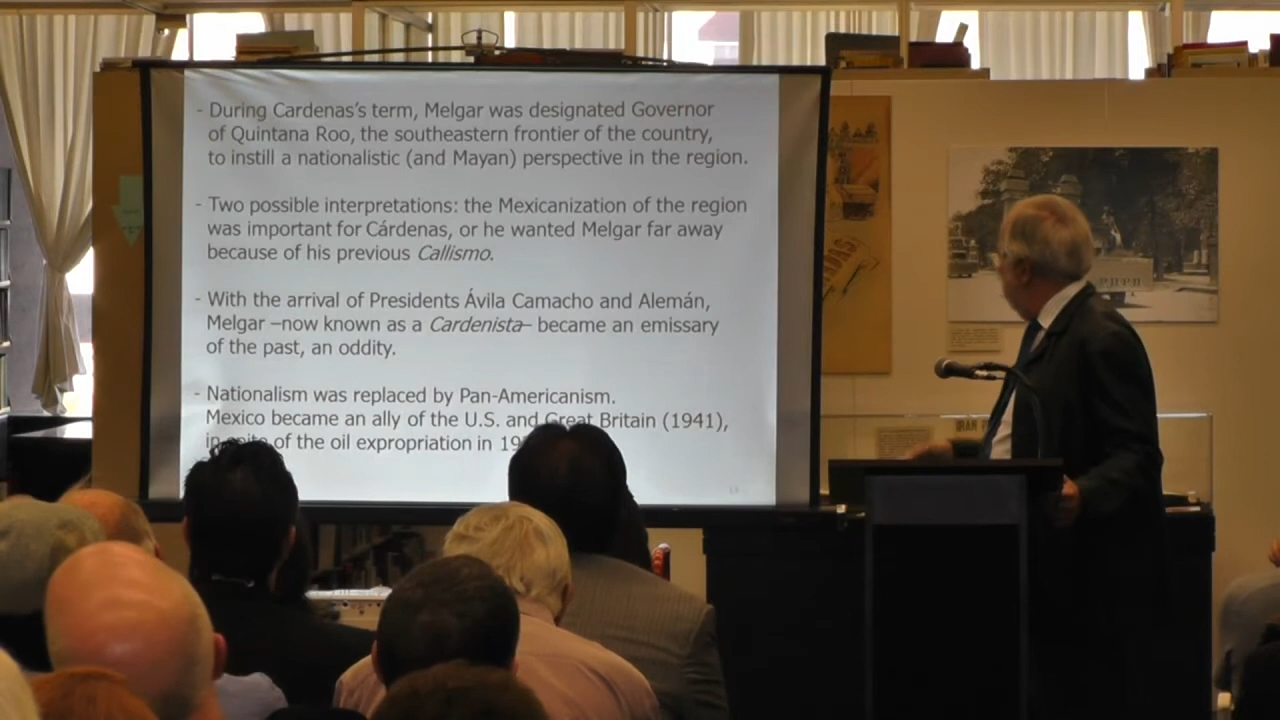 - During Cardenas's term, Melgar was designated Governor
of Quintana Roo, the southeastern frontier of the country,
to instill a nationalistic (and Mayan) perspective in the region.
- Two possible interpretations: the Mexicanization of the region
was important for Cárdenas, or he wanted Melgar far away
because of his previous Callismo.
- With the arrival of Presidents Ávila Camacho and Alemán,
Melgar –now known as a Cardenista– became an emissary
of the past, an oddity.
- Nationalism was replaced by Pan-Americanism.
Mexico became an ally of the U.S. and Great Britain (1941),
in spite of the oil expropriation in